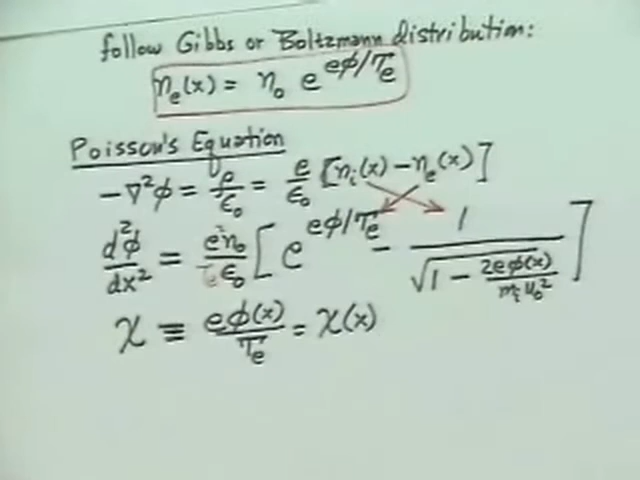 follow Gibbs or Boltzmann distribution:
nₑ(x) = n₀ e^{eφ/Tₑ}
Poisson's Equation
-∇²φ = ρ/ε₀ = e/ε₀ [nᵢ(x) - nₑ(x)]
d²φ/dx² = e²n₀/Tₑε₀ [e^{eφ/Tₑ} - 1/√(1 - 2eφ(x)/mᵢu₀²)]
χ ≡ eφ(x)/Tₑ = χ(x)